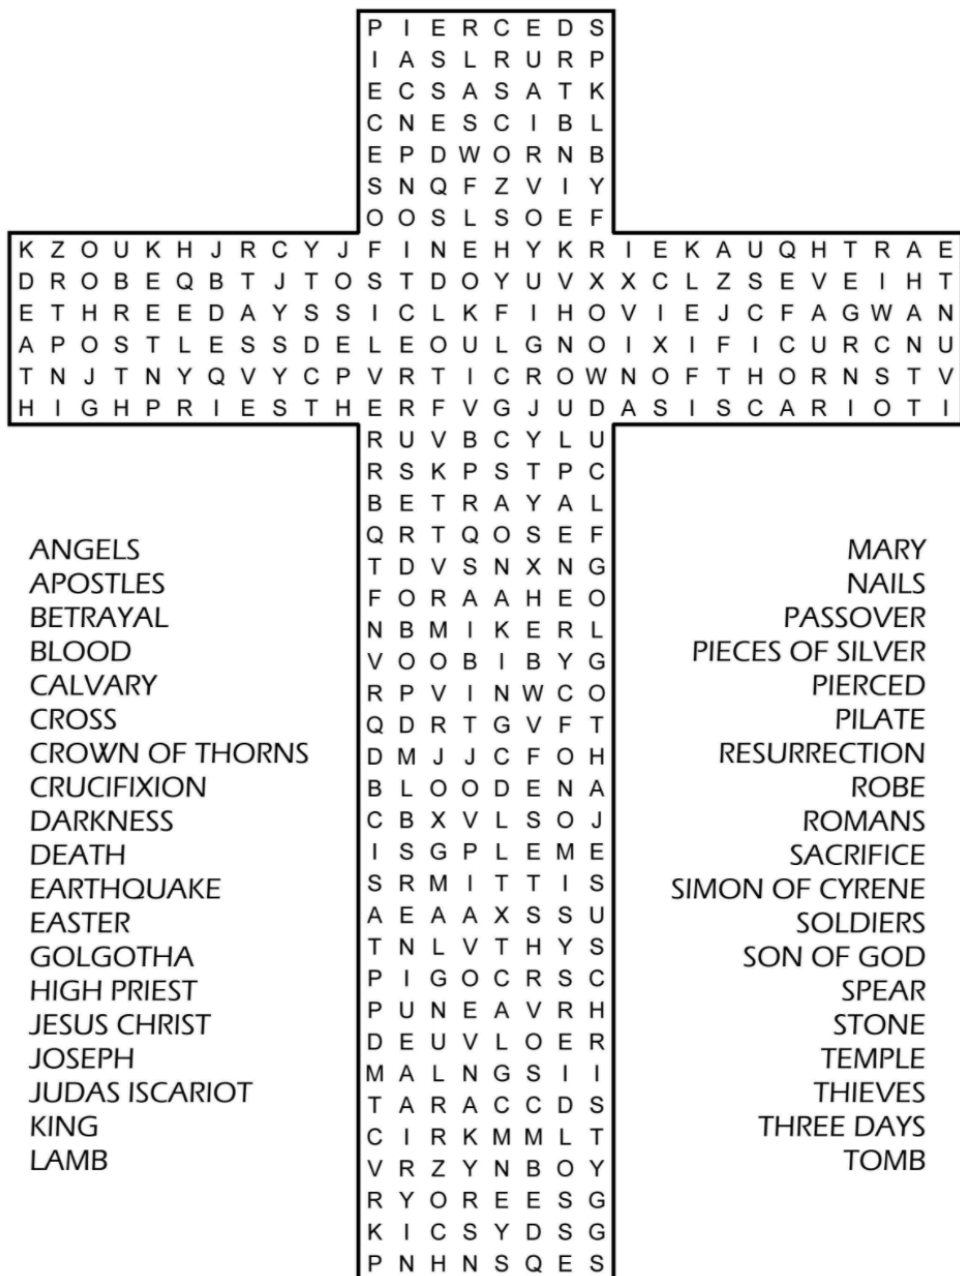 P I E R C E D S
I A S L R U R P
E C S A S A T K
C N E S C I B L
E P D W O R N B
S N Q F Z V I Y
O O S L S O E F
K Z O U K H J R C Y J F I N E H Y K R I E K A U Q H T R A E
D R O B E Q B T J T O S T D O Y U V X X C L Z S E V E I H T
E T H R E E D A Y S S I C L K F I H O V I E J C F A G W A N
A P O S T L E S S D E L E O U L G N O I X I F I C U R C N U
T N J T N Y Q V Y C P V R T I C R O W N O F T H O R N S T V
H I G H P R I E S T H E R F V G J U D A S I S C A R I O T I
R U V B C Y L U
R S K P S T P C
B E T R A Y A L
Q R T Q O S E F
T D V S N X N G
F O R A A H E O
N B M I K E R L
V O O B I B Y G
R P V I N W C O
Q D R T G V F T
D M J J C F O H
B L O O D E N A
C B X V L S O J
I S G P L E M E
S R M I T T I S
A E A A X S S U
T N L V T H Y S
P I G O C R S C
P U N E A V R H
D E U V L O E R
M A L N G S I I
T A R A C C D S
C I R K M M L T
V R Z Y N B O Y
R Y O R E E S G
K I C S Y D S G
P N H N S Q E S
ANGELS
APOSTLES
BETRAYAL
BLOOD
CALVARY
CROSS
CROWN OF THORNS
CRUCIFIXION
DARKNESS
DEATH
EARTHQUAKE
EASTER
GOLGOTHA
HIGH PRIEST
JESUS CHRIST
JOSEPH
JUDAS ISCARIOT
KING
LAMB
MARY
NAILS
PASSOVER
PIECES OF SILVER
PIERCED
PILATE
RESURRECTION
ROBE
ROMANS
SACRIFICE
SIMON OF CYRENE
SOLDIERS
SON OF GOD
SPEAR
STONE
TEMPLE
THIEVES
THREE DAYS
TOMB